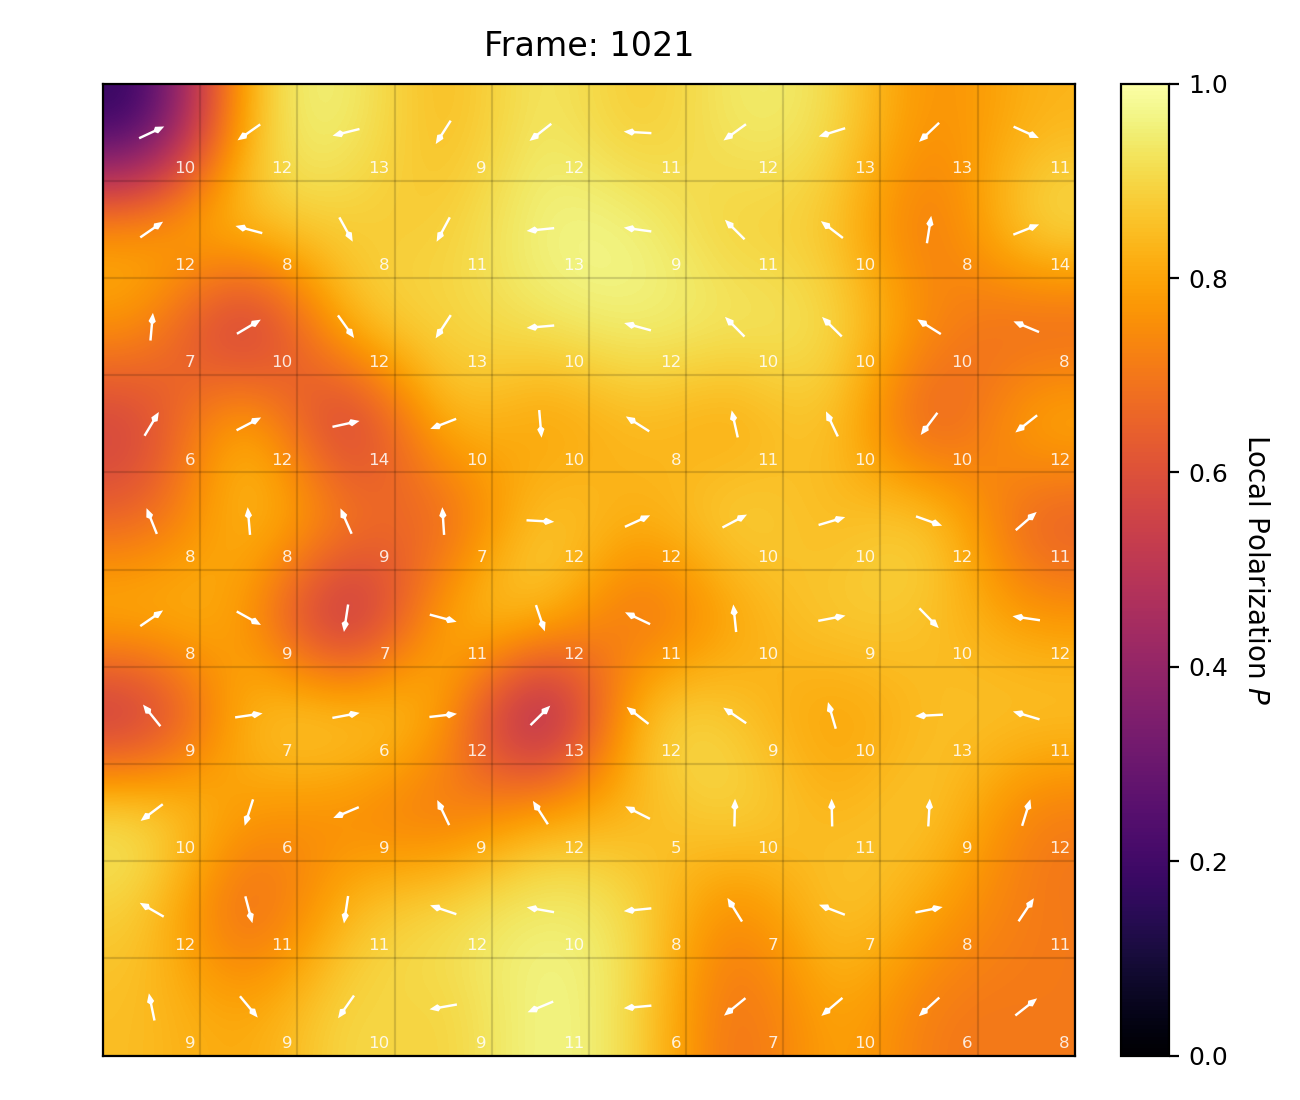 Frame: 1021
10 12 13 9 12 11 12 13 13 11
12 8 8 11 13 9 11 10 8 14
7 10 12 13 10 12 10 10 10 8
6 12 14 10 10 8 11 10 10 12
8 8 9 7 12 12 10 10 12 11
8 9 7 11 12 11 10 9 10 12
9 7 6 12 13 12 9 10 13 11
10 6 9 9 12 5 10 11 9 12
12 11 11 12 10 8 7 7 8 11
9 9 10 9 11 6 7 10 6 8
1.0
0.8
0.6
0.4
0.2
0.0
Local Polarization P